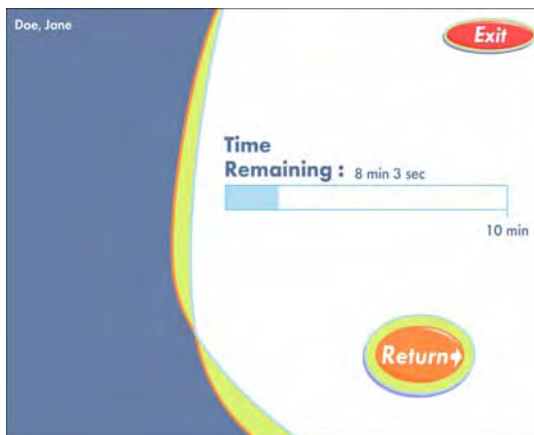 Doe, Jane
Exit
Time
Remaining : 8 min 3 sec
10 min
Return